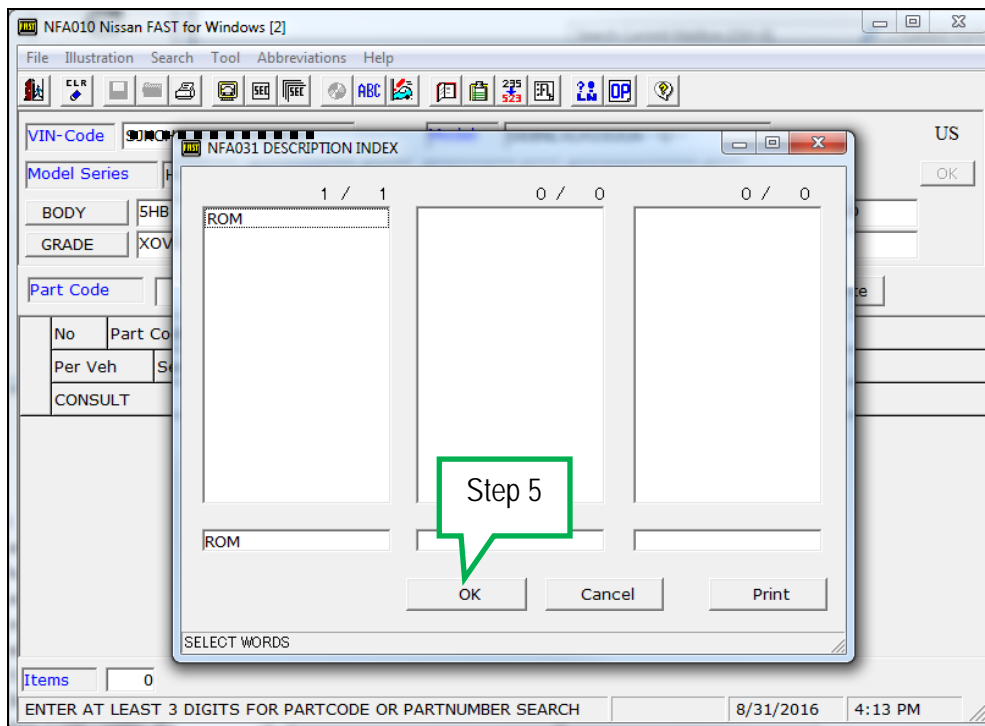 NFA010 Nissan FAST for Windows [2]
File Illustration Search Tool Abbreviations Help
CLR SEC SEC ABC 235 523 OP
VIN-Code
US
NFA031 DESCRIPTION INDEX
Model Series
OK
1 / 1 0 / 0 0 / 0
BODY 5HB
ROM
GRADE XOV
Part Code
No Part Co
Per Veh
CONSULT
Step 5
ROM
OK Cancel Print
SELECT WORDS
Items 0
ENTER AT LEAST 3 DIGITS FOR PARTCODE OR PARTNUMBER SEARCH 8/31/2016 4:13 PM